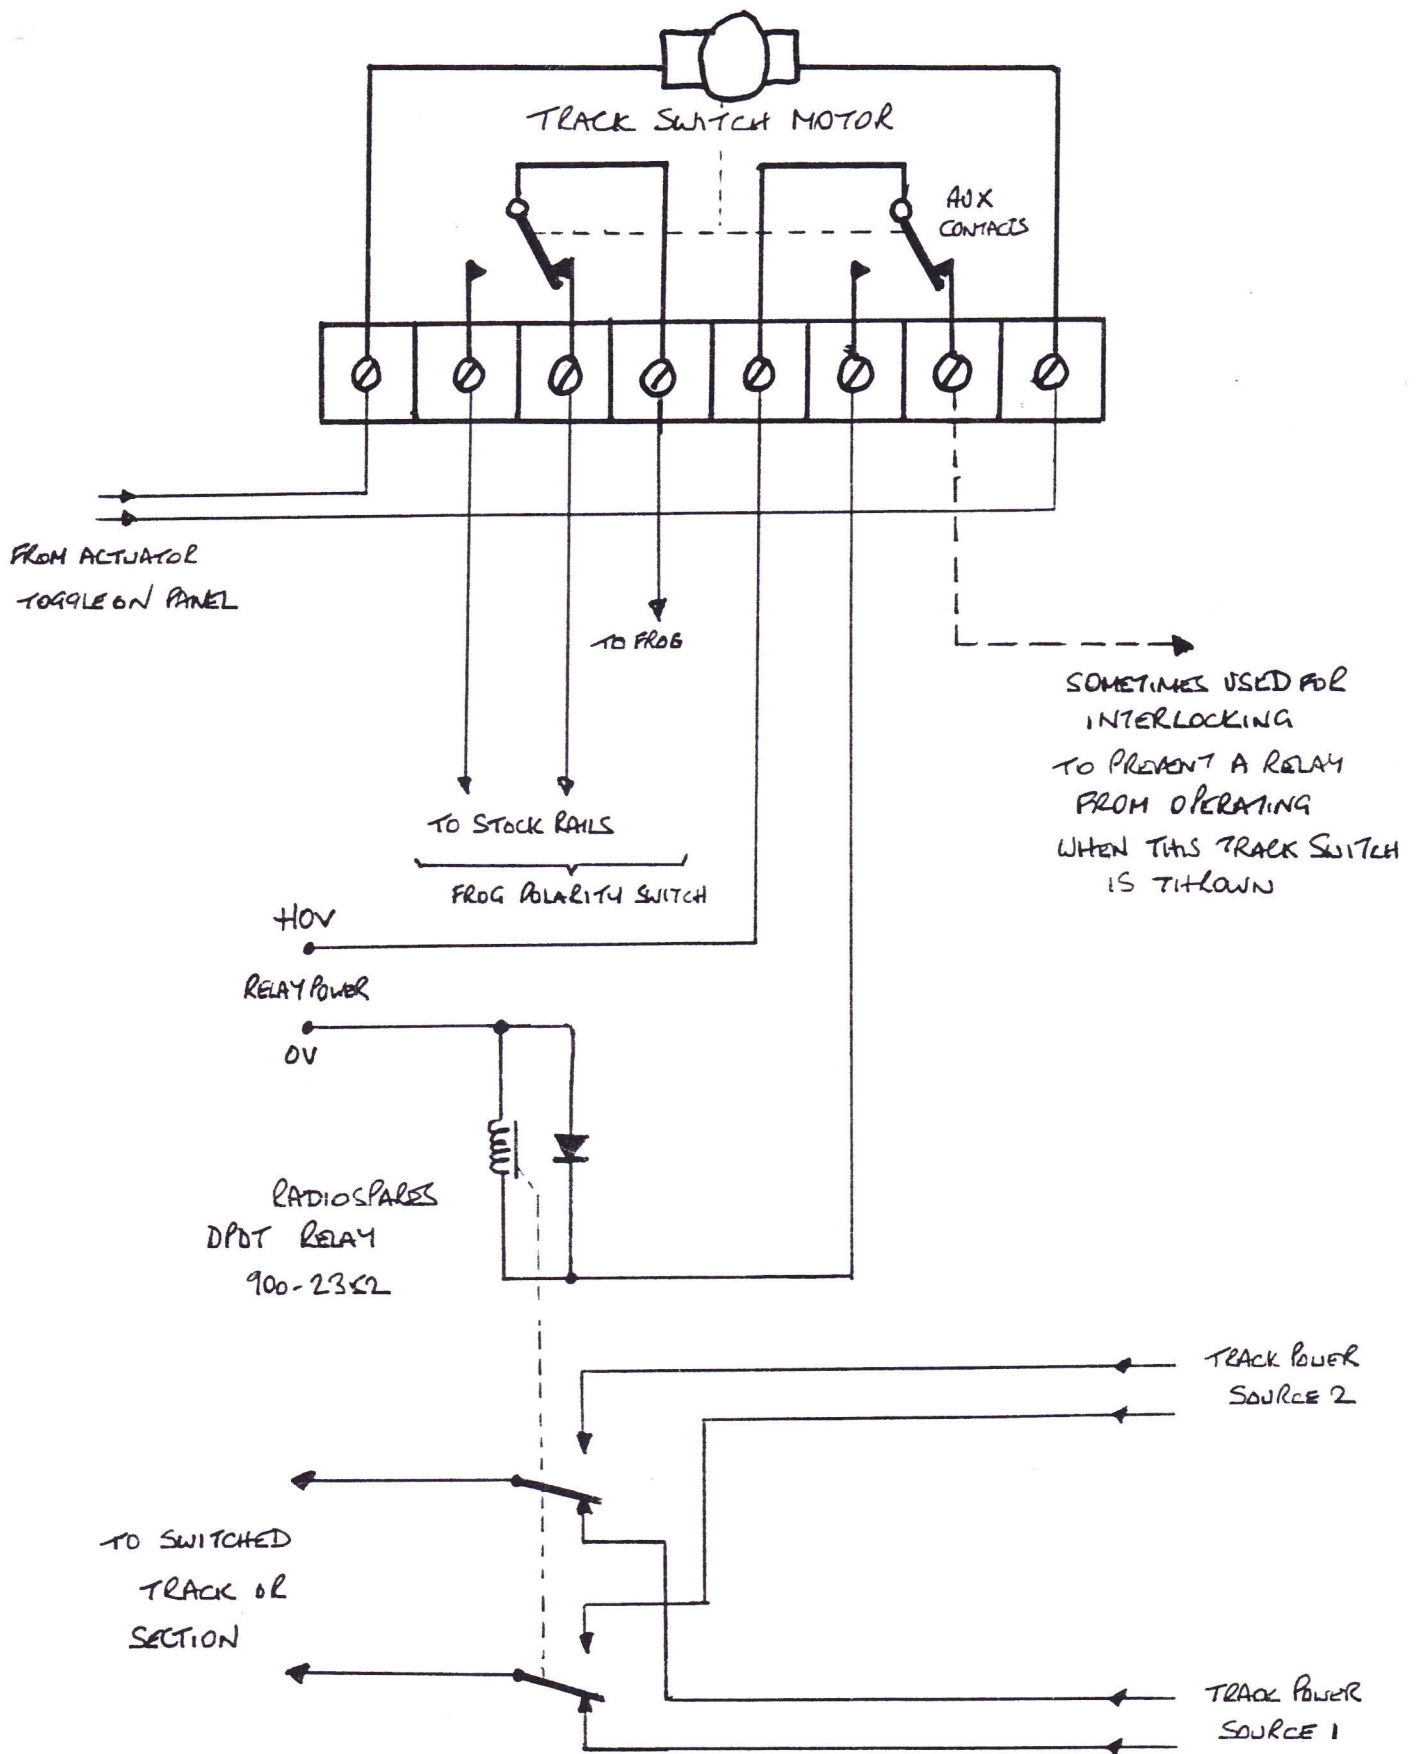 TRACK SWITCH MOTOR
AUX
CONTACTS
FROM ACTUATOR
TOGGLE ON PANEL
TO FROG
SOMETIMES USED FOR
INTERLOCKING
TO PREVENT A RELAY
FROM OPERATING
WHEN THIS TRACK SWITCH
IS THROWN
TO STOCK RAILS
FROG POLARITY SWITCH
HOV
RELAY POWER
OV
RADIOSPARES
DPDT RELAY
900-2352
TRACK POWER
SOURCE 2
TO SWITCHED
TRACK OR
SECTION
TRACK POWER
SOURCE 1